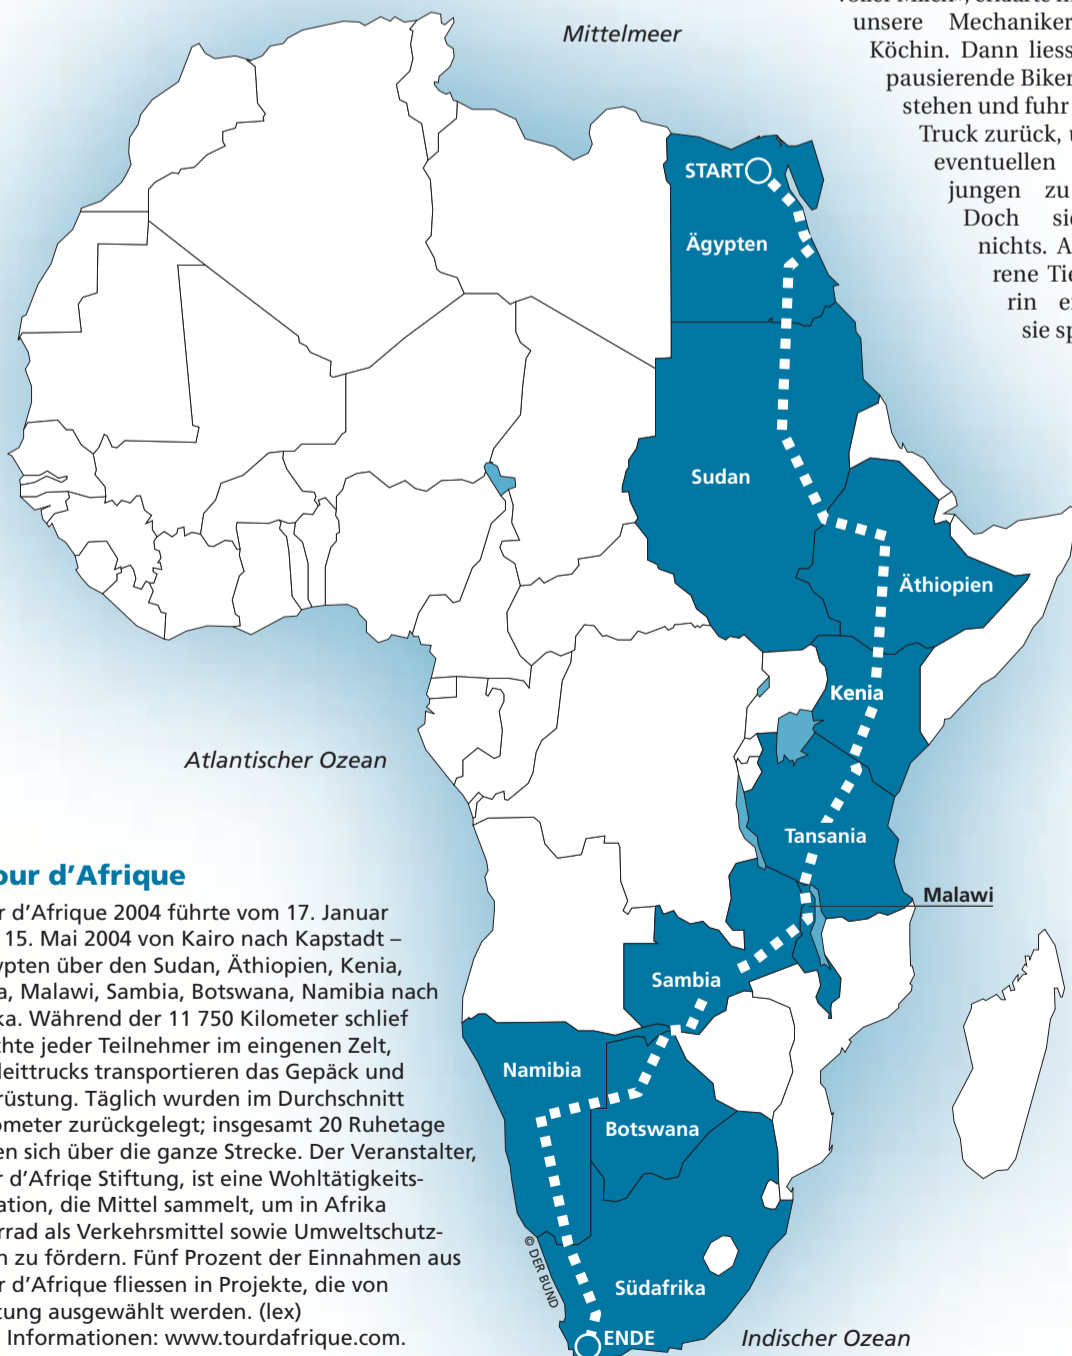 unsere Mechanikerin
Köchin. Dann liess
pausierende Biker
stehen und fuhr
Truck zurück,
eventuellen
jungen zu
Doch
nichts.
Mittelmeer
START
Ägypten
Sudan
Äthiopien
Kenia
Atlantischer Ozean
Tansania
Malawi
Sambia
Namibia
Botswana
© DER BUND
Südafrika
ENDE
Indischer Ozean
our d’Afrique
r d’Afrique 2004 führte vom 17. Januar
15. Mai 2004 von Kairo nach Kapstadt –
ypten über den Sudan, Äthiopien, Kenia,
a, Malawi, Sambia, Botswana, Namibia nach
ka. Während der 11 750 Kilometer schlief
hte jeder Teilnehmer im eingenen Zelt,
leittrucks transportieren das Gepäck und
rüstung. Täglich wurden im Durchschnitt
ometer zurückgelegt; insgesamt 20 Ruhetage
en sich über die ganze Strecke. Der Veranstalter,
r d’Afriqe Stiftung, ist eine Wohltätigkeits-
ation, die Mittel sammelt, um in Afrika
rrad als Verkehrsmittel sowie Umweltschutz-
n zu fördern. Fünf Prozent der Einnahmen aus
r d’Afrique fliessen in Projekte, die von
tung ausgewählt werden. (lex)
Informationen: www.tourdafrique.com.